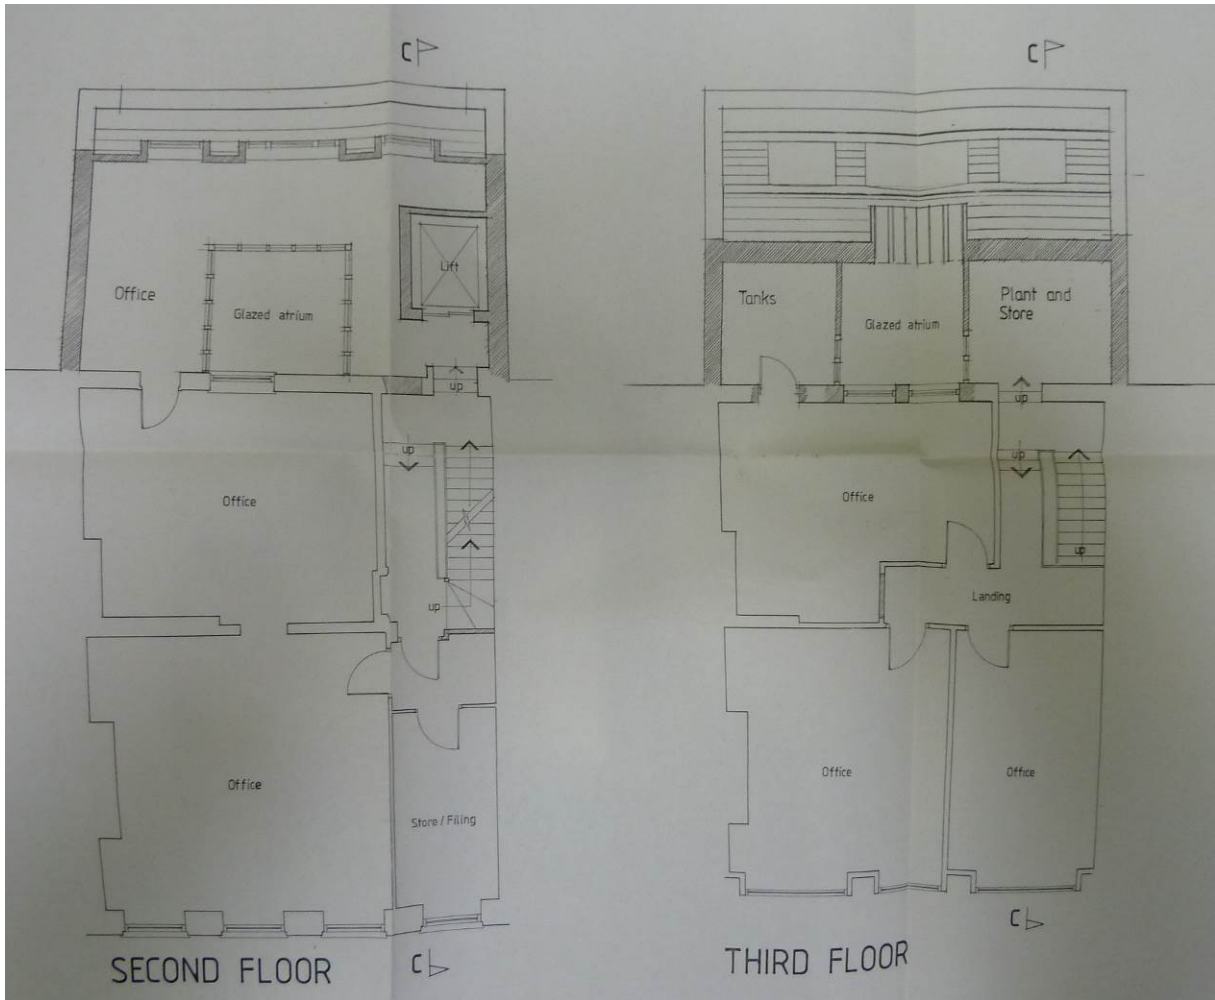 C
Office
Glazed atrium
Lift
up
up
Office
up
Office
Store / Filing
SECOND FLOOR
C
C
Tanks
Glazed atrium
Plant and
Store
up
up
Office
up
Landing
Office
Office
THIRD FLOOR
C